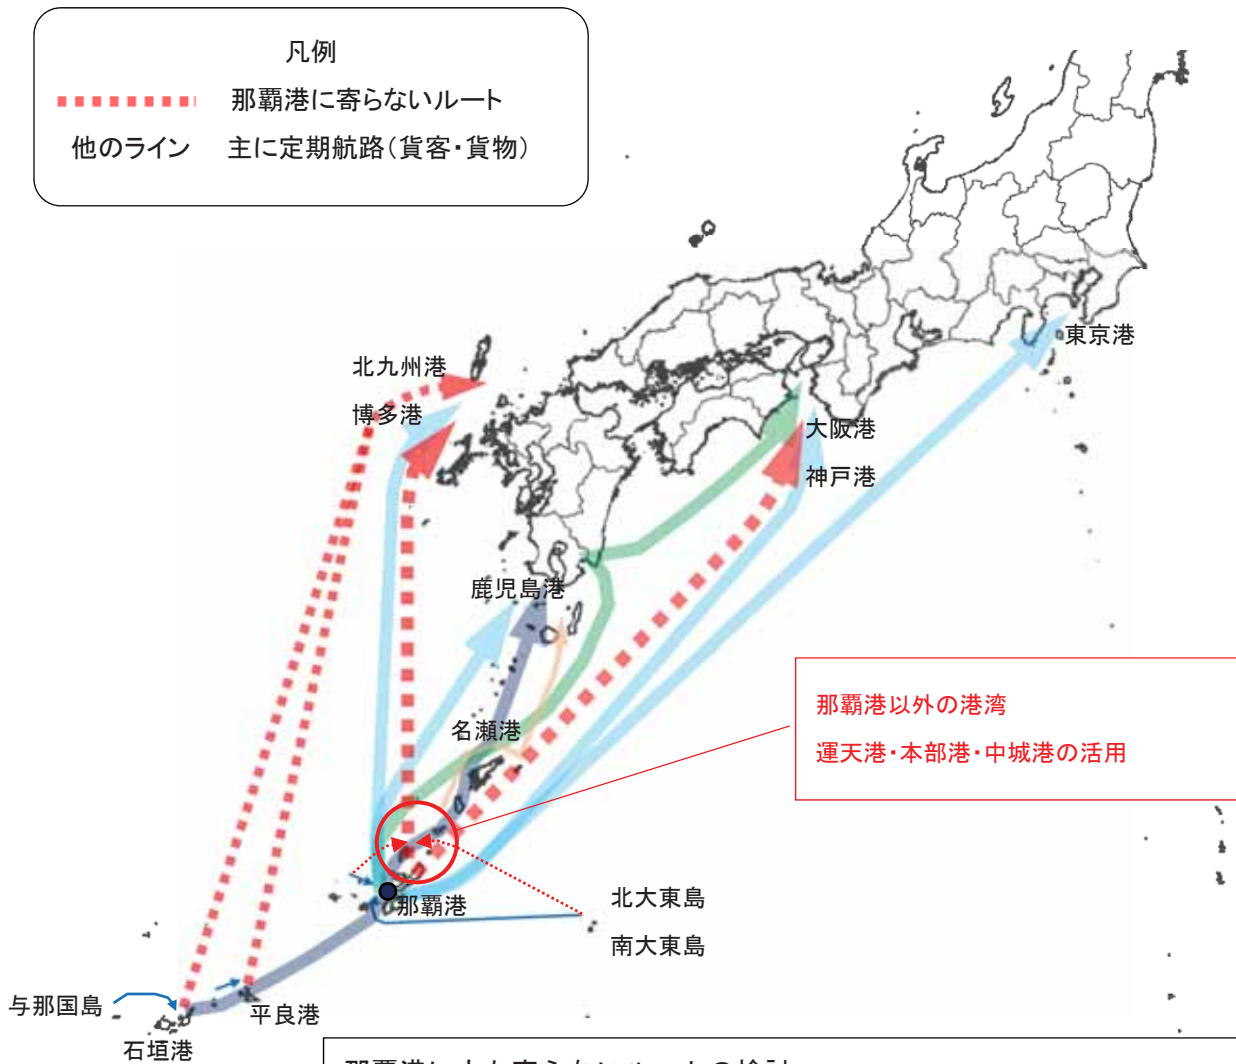 凡例
那覇港に寄らないルート
他のライン 主に定期航路(貨客・貨物)
東京港
北九州港
博多港
大阪港
神戸港
鹿児島港
名瀬港
那覇港以外の港湾
運天港・本部港・中城港の活用
那覇港
北大東島
南大東島
与那国島
平良港
石垣港